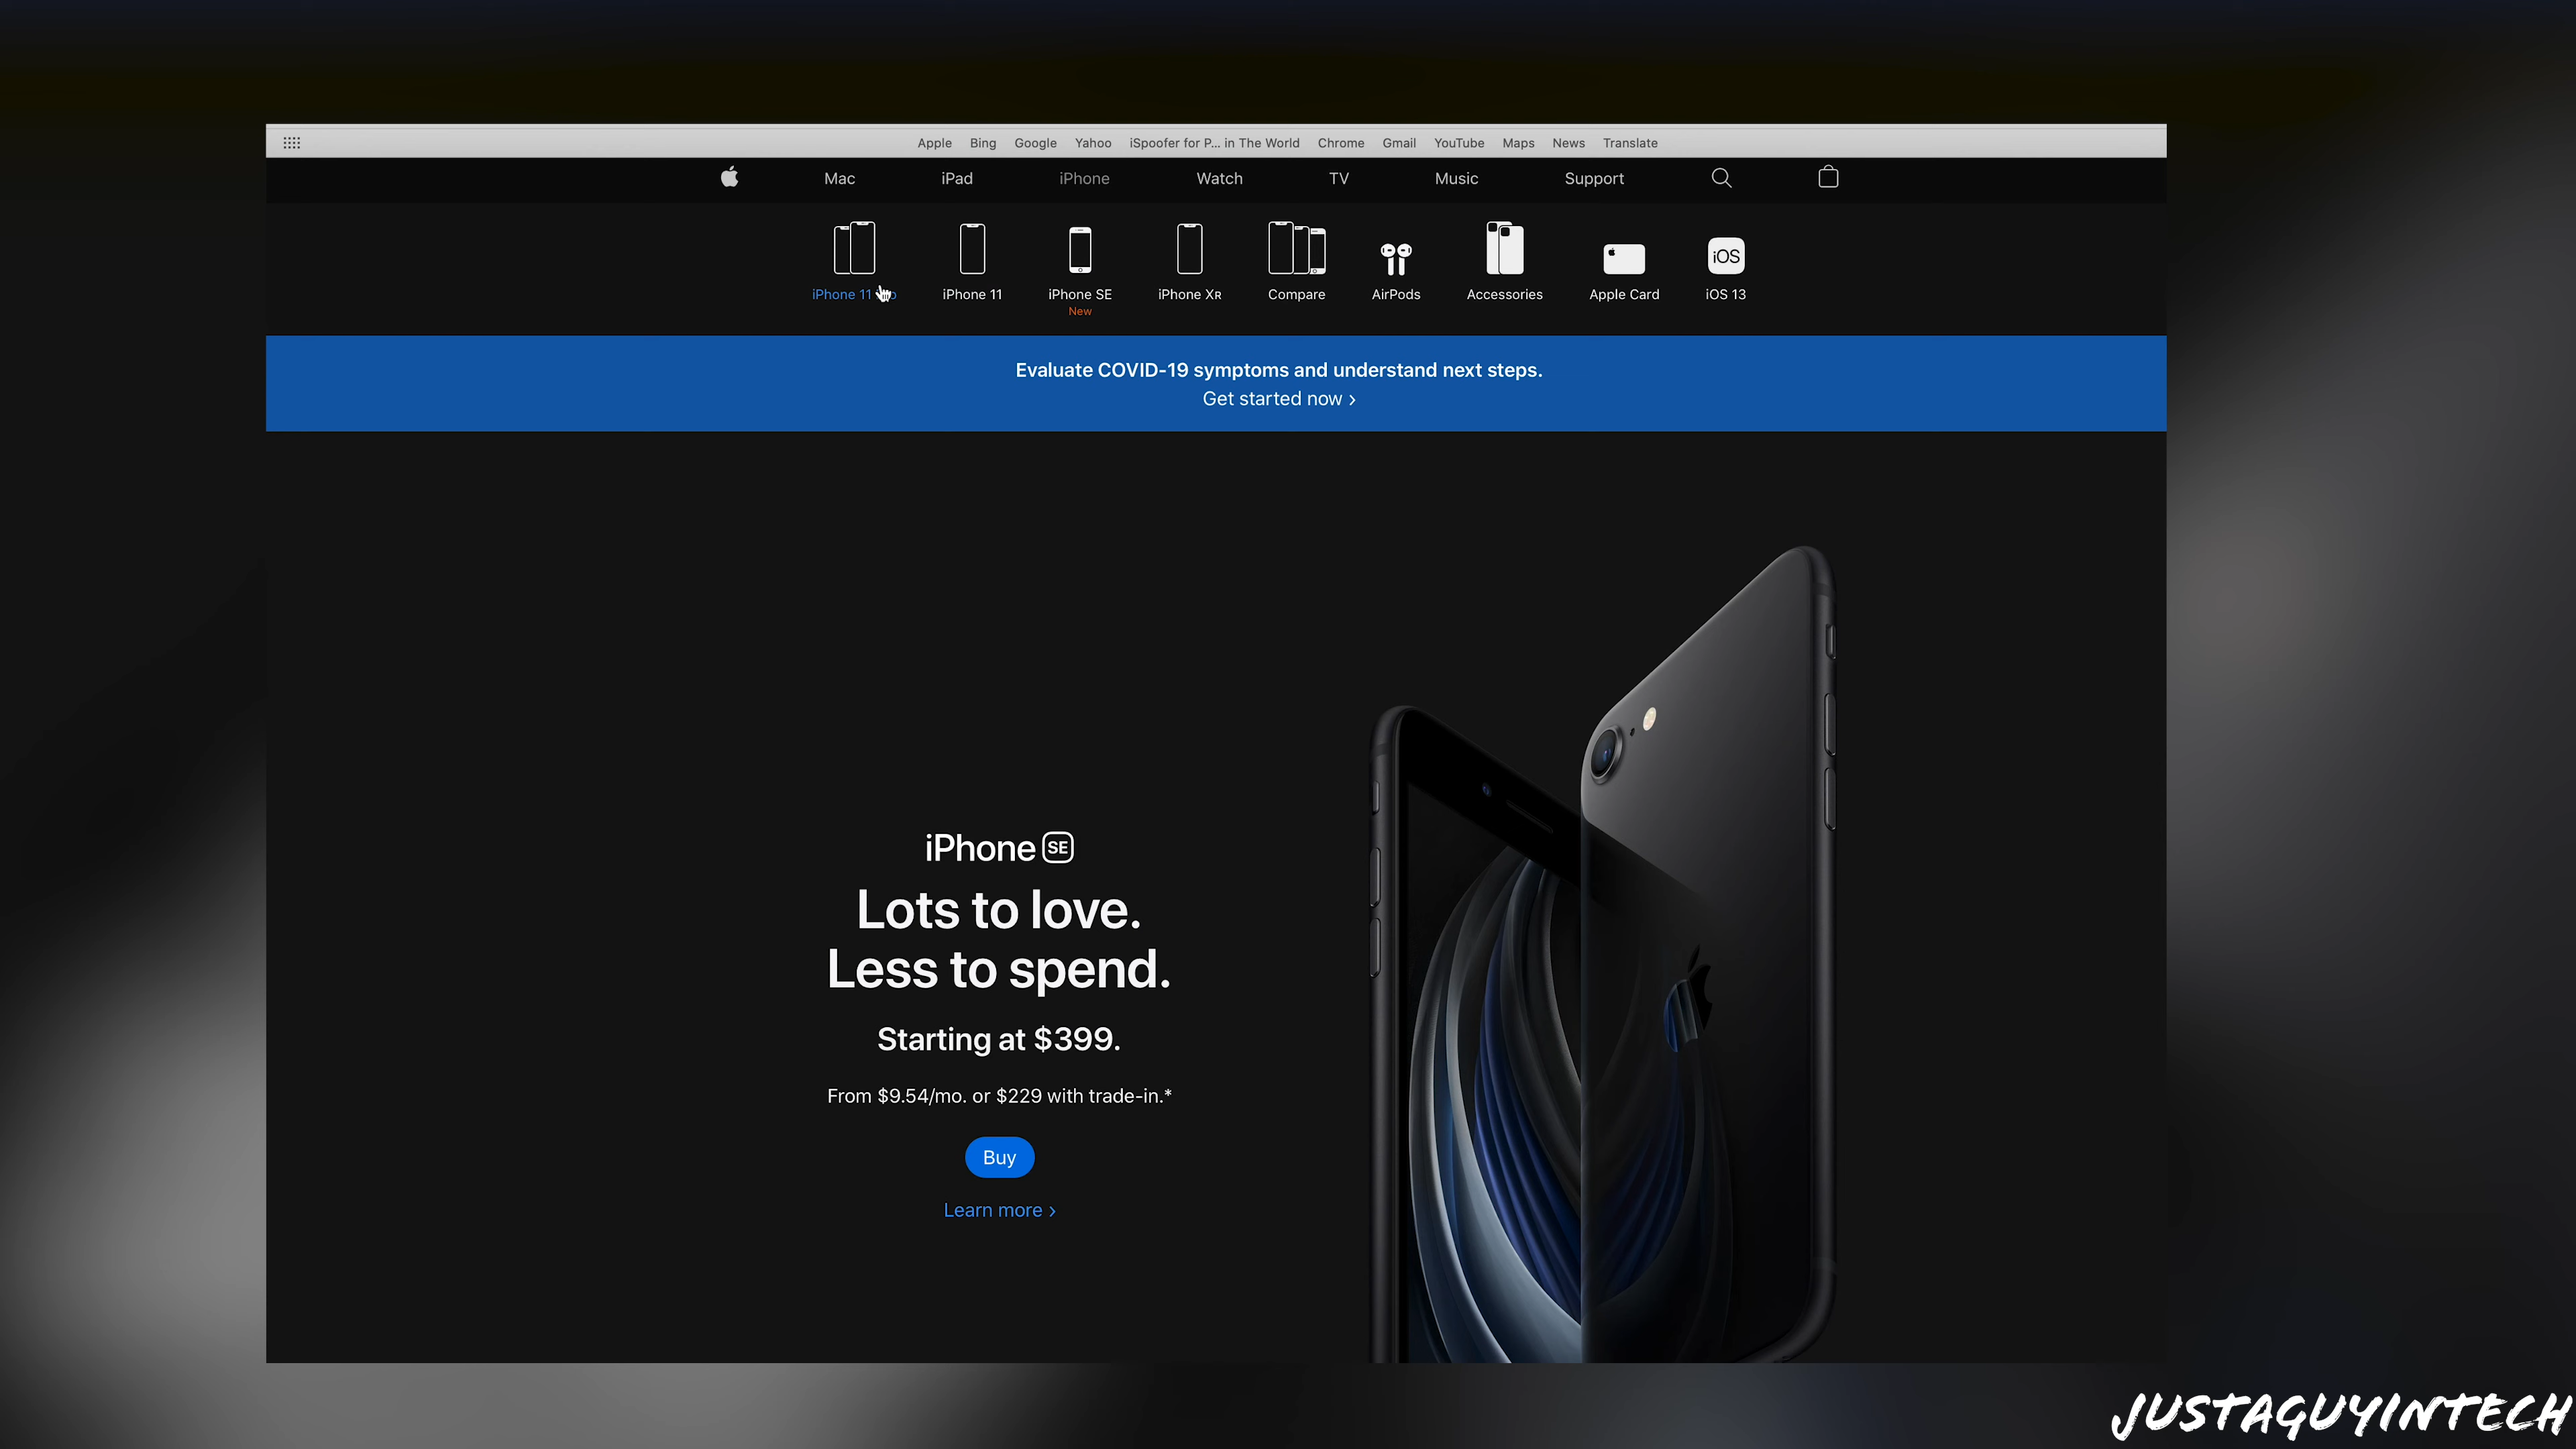 Apple Bing Google Yahoo iSpoofer for P... in The World Chrome Gmail YouTube Maps News Translate
Mac iPad iPhone Watch TV Music Support
iOS
iPhone 11 iPhone 11 iPhone SE iPhone XR Compare AirPods Accessories Apple Card iOS 13
New
Evaluate COVID-19 symptoms and understand next steps.
Get started now ›
iPhone SE
Lots to love.
Less to spend.
Starting at $399.
From $9.54/mo. or $229 with trade-in.*
Buy
Learn more ›
JUSTAGUYINTECH